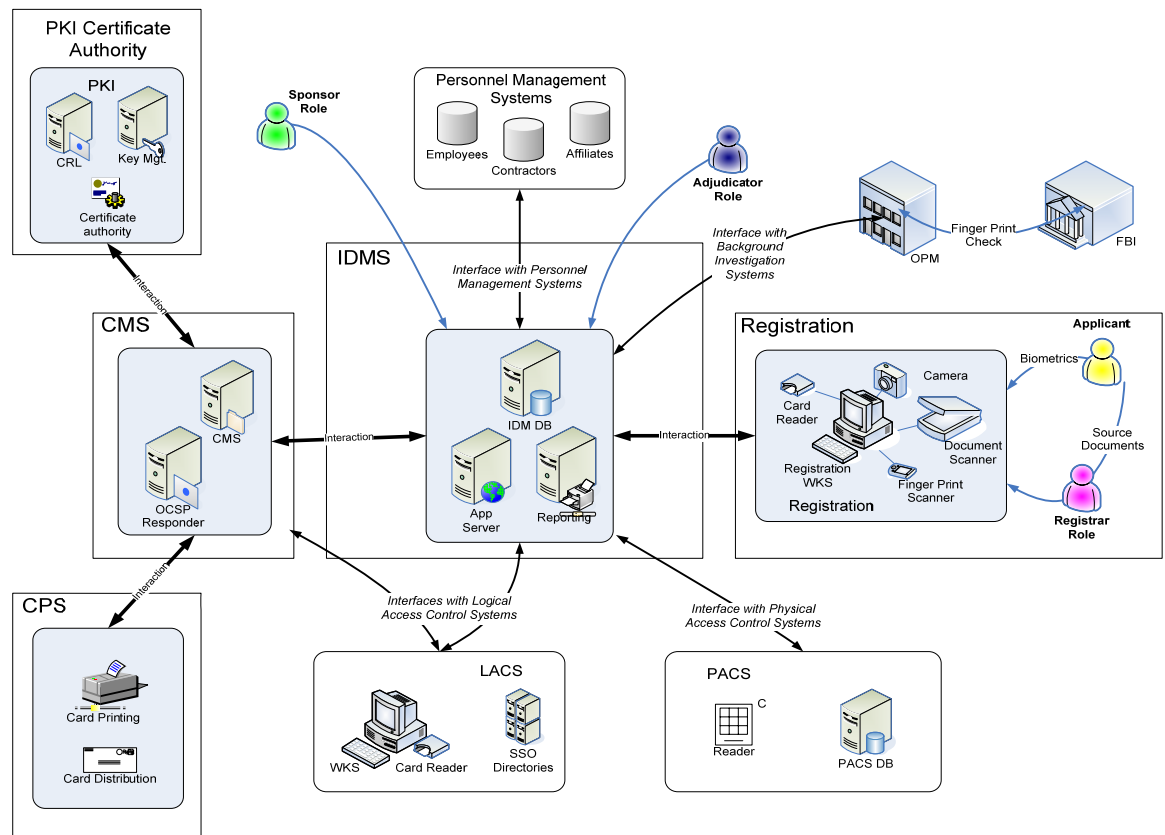 PKI Certificate
Authority
PKI
CRL
Key Mgt.
Certificate
authority
Sponsor
Role
Personnel Management
Systems
Employees
Contractors
Affiliates
Adjudicator
Role
Interface with
Background
Investigation
Systems
OPM
Finger Print
Check
FBI
Interaction
IDMS
Interface with Personnel
Management Systems
IDM DB
App
Server
Reporting
CMS
CMS
OCSP
Responder
Interaction
Interaction
Registration
Applicant
Biometrics
Card
Reader
Camera
Document
Scanner
Registration
WKS
Finger Print
Scanner
Registration
Source
Documents
Registrar
Role
Interaction
CPS
Card Printing
Card Distribution
Interfaces with Logical
Access Control Systems
Interface with Physical
Access Control Systems
LACS
WKS
Card Reader
SSO
Directories
PACS
C
Reader
PACS DB